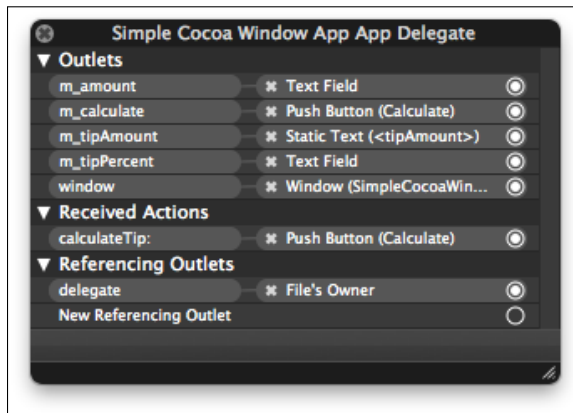 Simple Cocoa Window App App Delegate
Outlets
m_amount Text Field
m_calculate Push Button (Calculate)
m_tipAmount Static Text (<tipAmount>)
m_tipPercent Text Field
window Window (SimpleCocoaWin...
Received Actions
calculateTip: Push Button (Calculate)
Referencing Outlets
delegate File's Owner
New Referencing Outlet